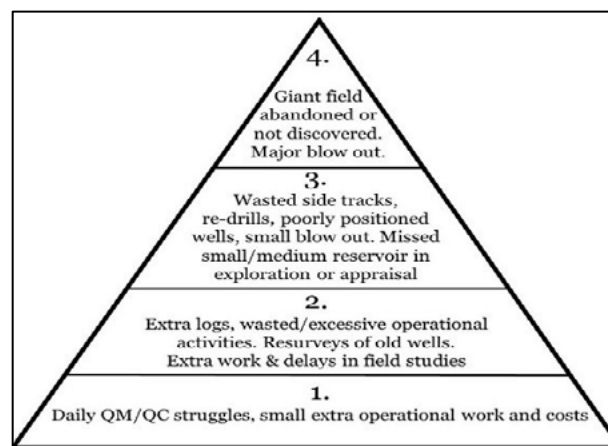 4.
Giant field
abandoned or
not discovered.
Major blow out.
3.
Wasted side tracks,
re-drills, poorly positioned
wells, small blow out. Missed
small/medium reservoir in
exploration or appraisal
2.
Extra logs, wasted/excessive operational
activities. Resurveys of old wells.
Extra work & delays in field studies
1.
Daily QM/QC struggles, small extra operational work and costs